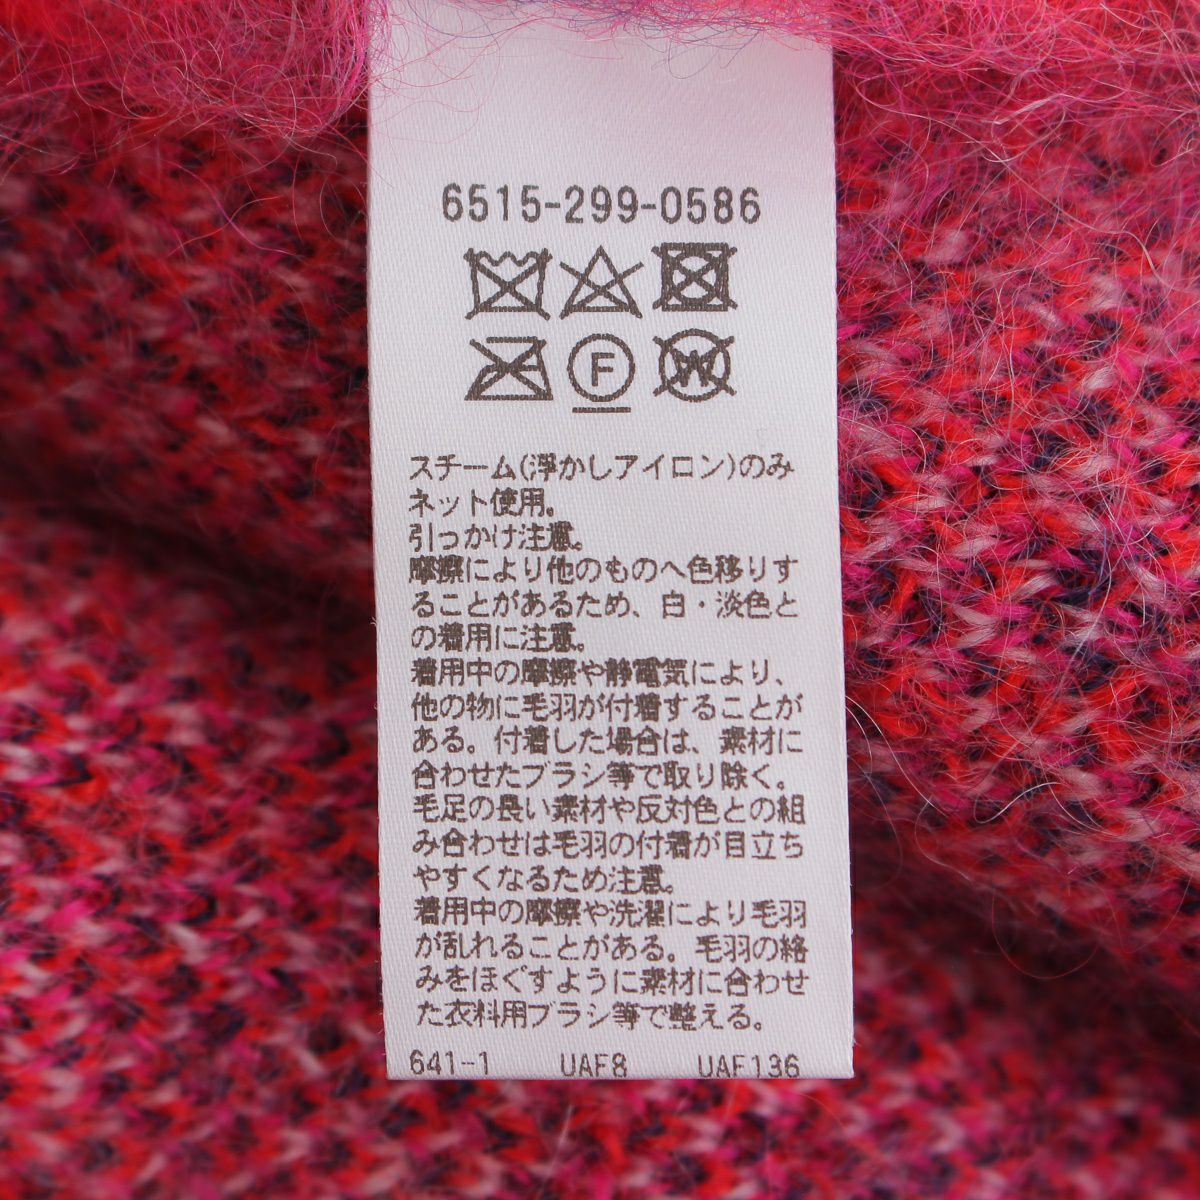 6515-299-0586
F
W
スチーム(浮かしアイロン)のみ
ネット使用。
引っかけ注意。
摩擦により他のものへ色移りす
ることがあるため、白・淡色と
の着用に注意。
着用中の摩擦や静電気により、
他の物に毛羽が付着することが
ある。付着した場合は、素材に
合わせたブラシ等で取り除く。
毛足の長い素材や反対色との組
み合わせは毛羽の付着が目立ち
やすくなるため注意。
着用中の摩擦や洗濯により毛羽
が乱れることがある。毛羽の絡
みをほぐすように素材に合わせ
た衣料用ブラシ等で整える。
641-1 UAF8 UAF136